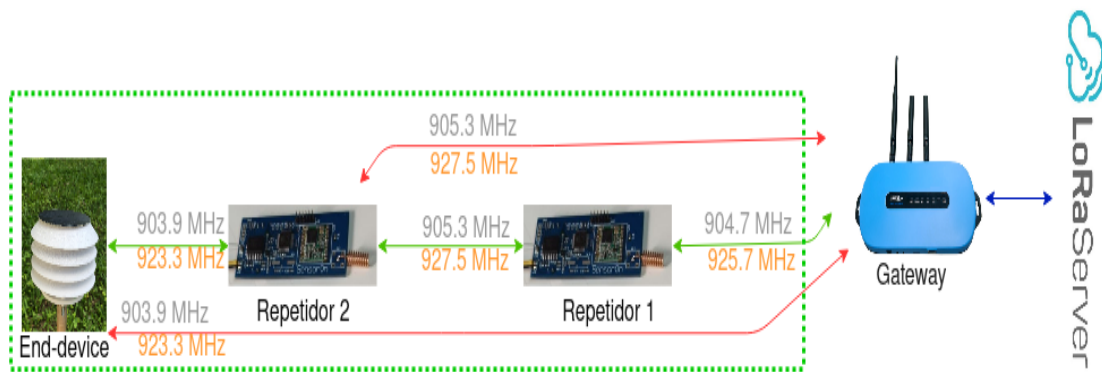 905.3 MHz
927.5 MHz
903.9 MHz
923.3 MHz
905.3 MHz
927.5 MHz
904.7 MHz
925.7 MHz
Repetidor 2
Repetidor 1
Gateway
903.9 MHz
923.3 MHz
End-device
LoRaServer